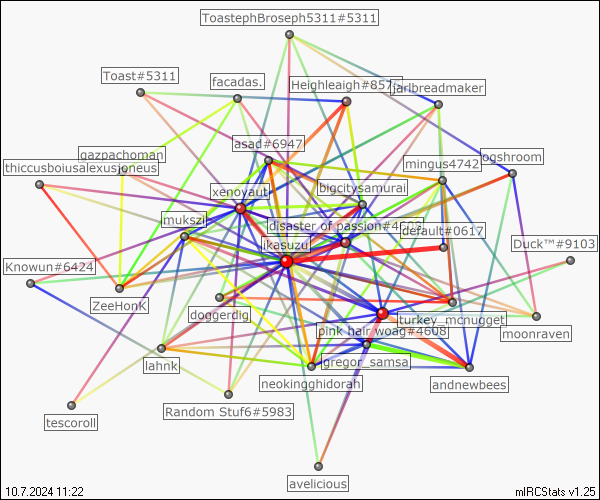 ToastephBroseph5311#5311
Toast#5311
facadas.
Heighleigh#857
jarlbreadmaker
asad#6947
gazpachoman
thiccusboiusalexusjoneus
mingus4742
ogshroom
xenoyaut
bigcitysamurai
mukszi
disaster of passion#4
default#0617
ikasuzu
Duck™#9103
Knowun#6424
ZeeHonk
doggerdig
turkey_mcnugget
pink hair woag#4608
moonraven
lahnk
gregor_samsa
neokingghidorah
andnewbees
tescoroll
Random Stuf6#5983
avelicious
10.7.2024 11:22
mIRCStats v1.25